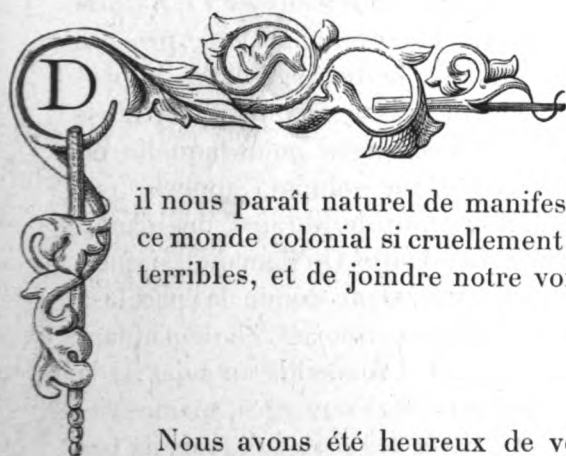 D
il nous paraît naturel de manifes
ce monde colonial si cruellement
terribles, et de joindre notre vo
Nous avons été heureux de v